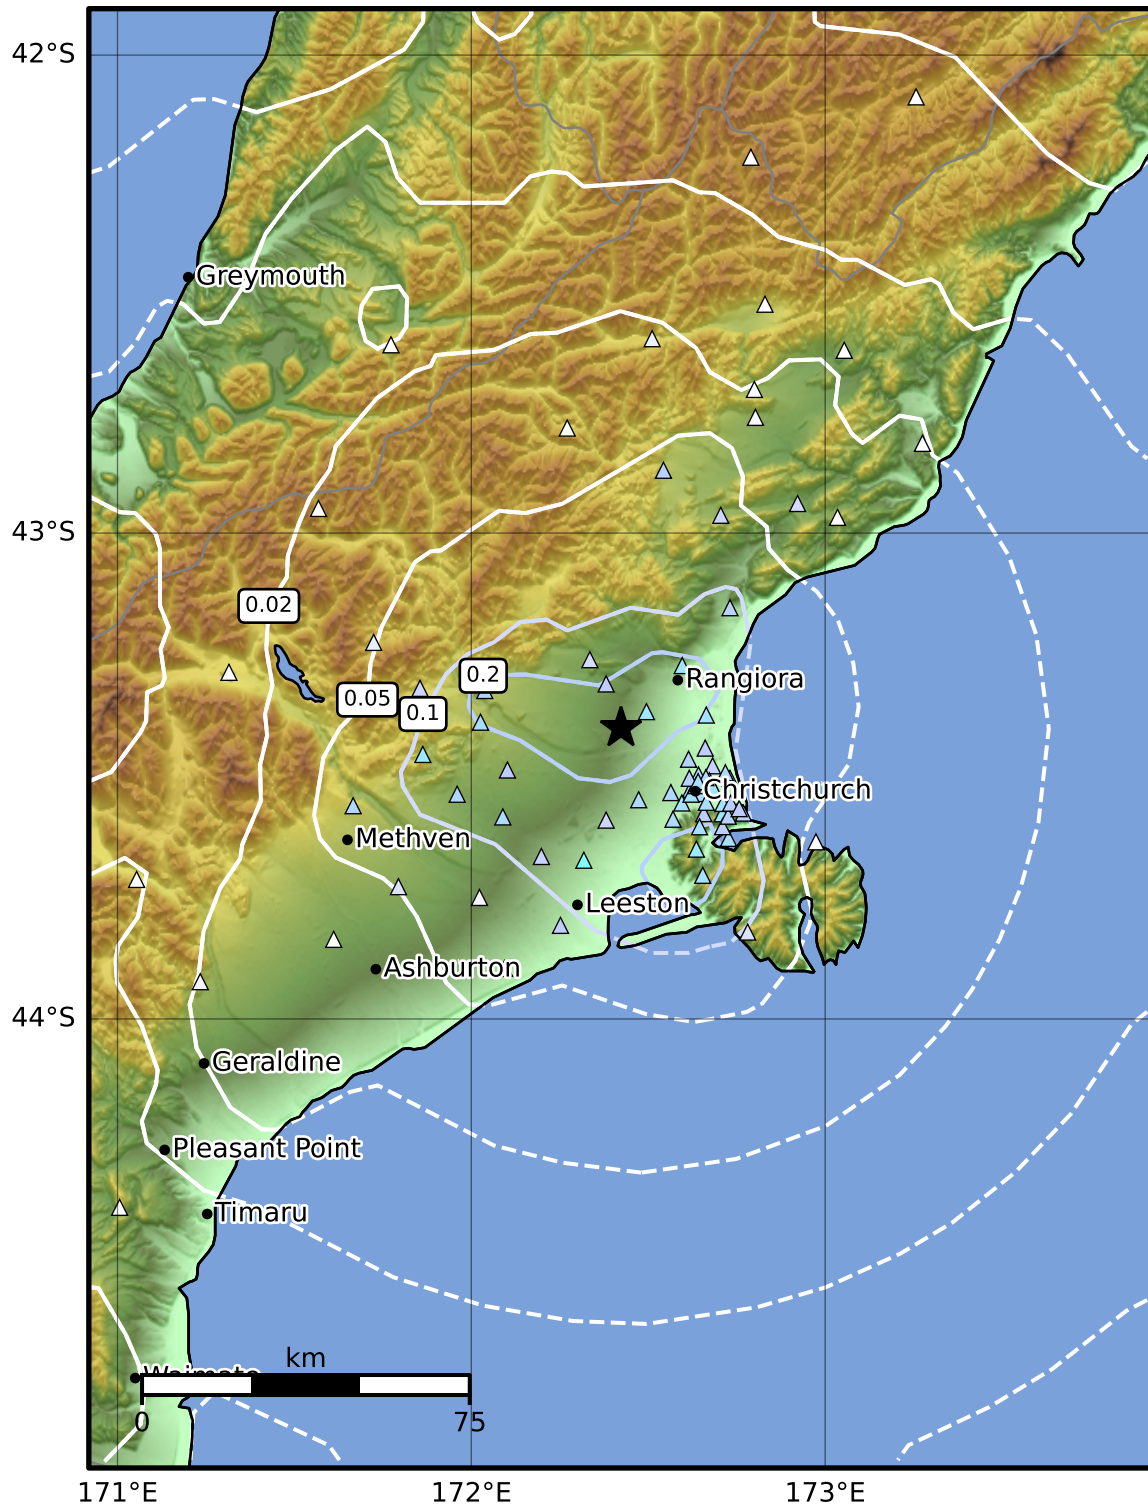 42°S
Greymouth
43°S
0.02
0.2
Rangiora
0.05
0.1
Christchurch
Methven
Leeston
Ashburton
44°S
Geraldine
Pleasant Point
Timaru
km
Waimate
0
75
171°E
172°E
173°E